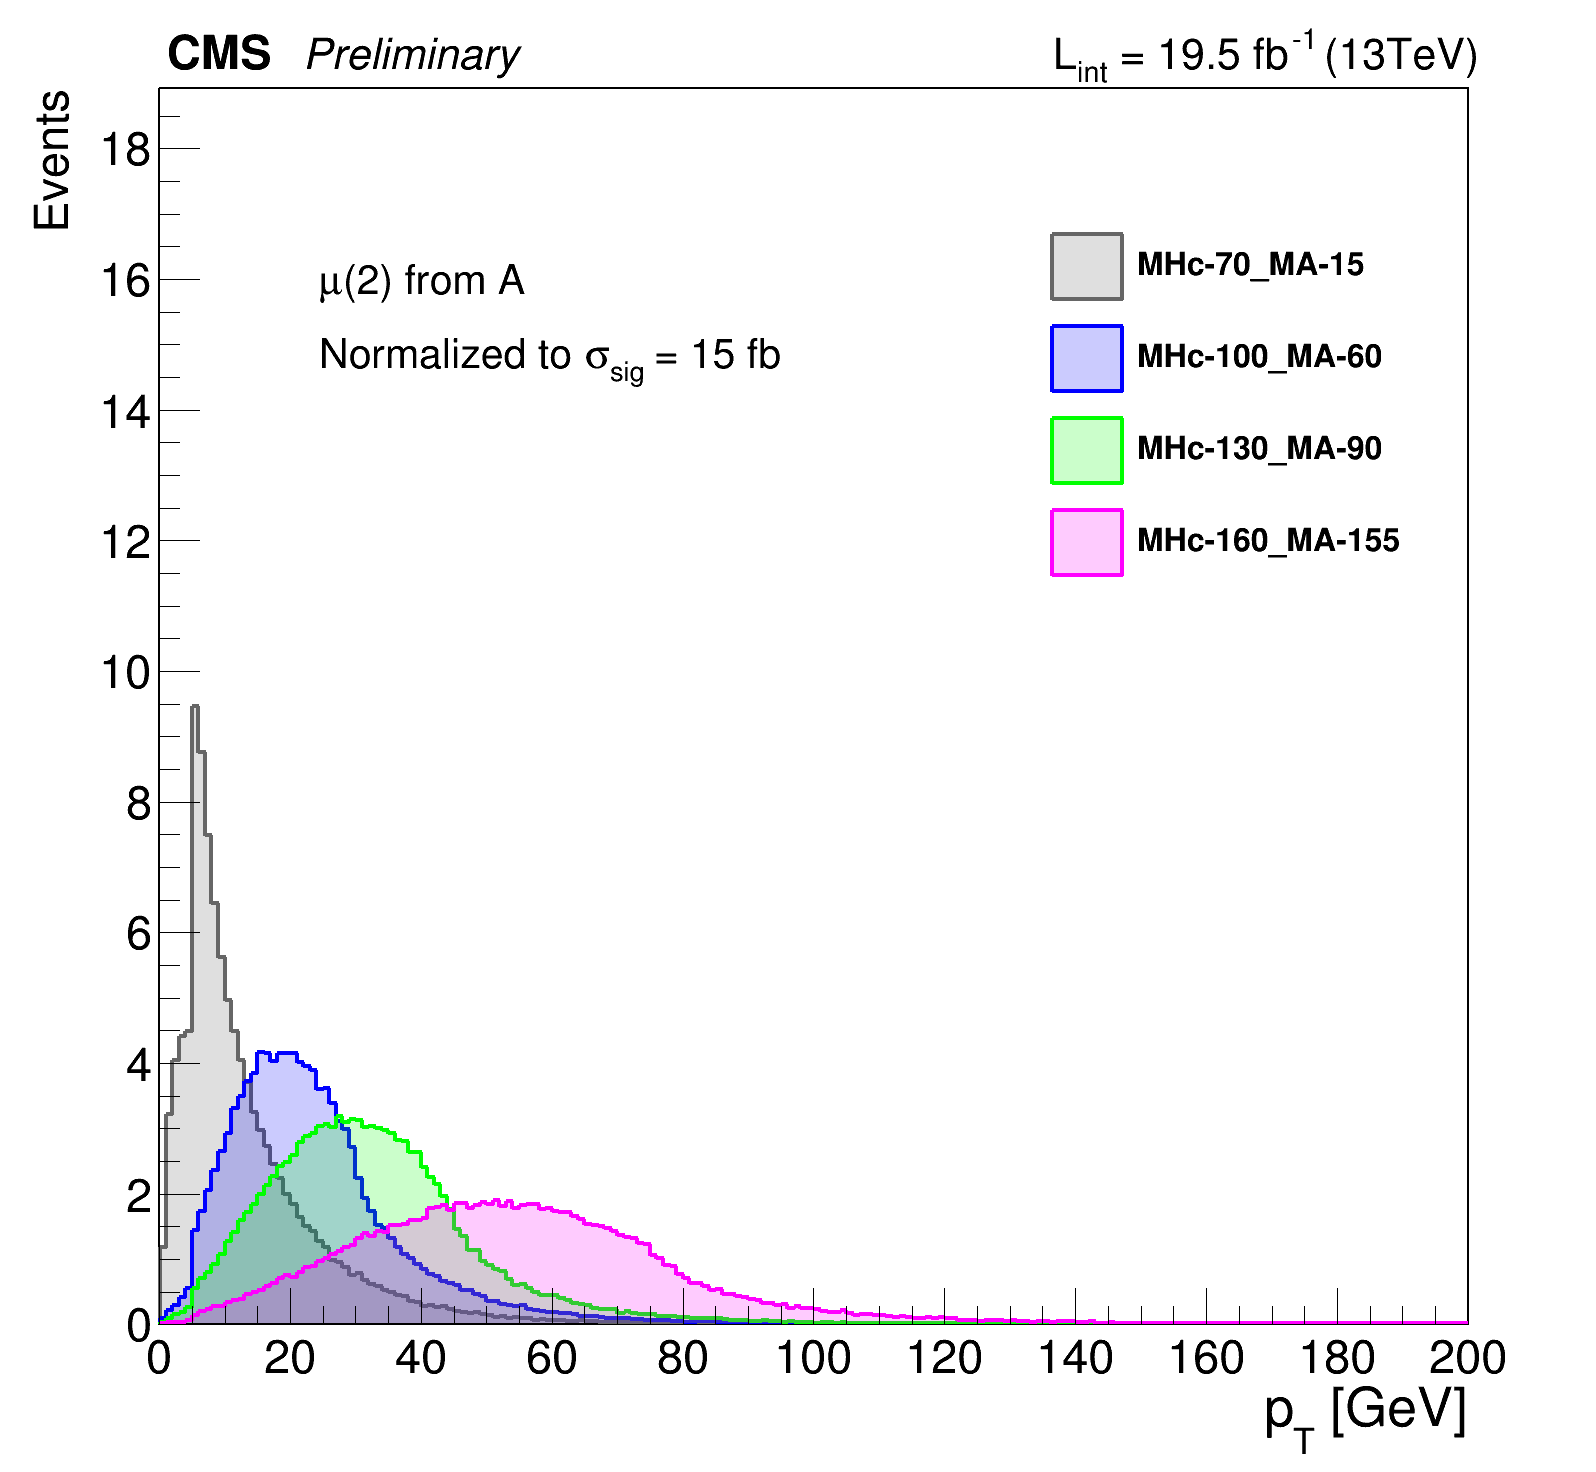 CMS Preliminary
L_int = 19.5 fb^-1 (13TeV)
Events
18
16
14
12
10
8
6
4
2
0
μ(2) from A
Normalized to σ_sig = 15 fb
MHc-70_MA-15
MHc-100_MA-60
MHc-130_MA-90
MHc-160_MA-155
0 20 40 60 80 100 120 140 160 180 200
p_T [GeV]